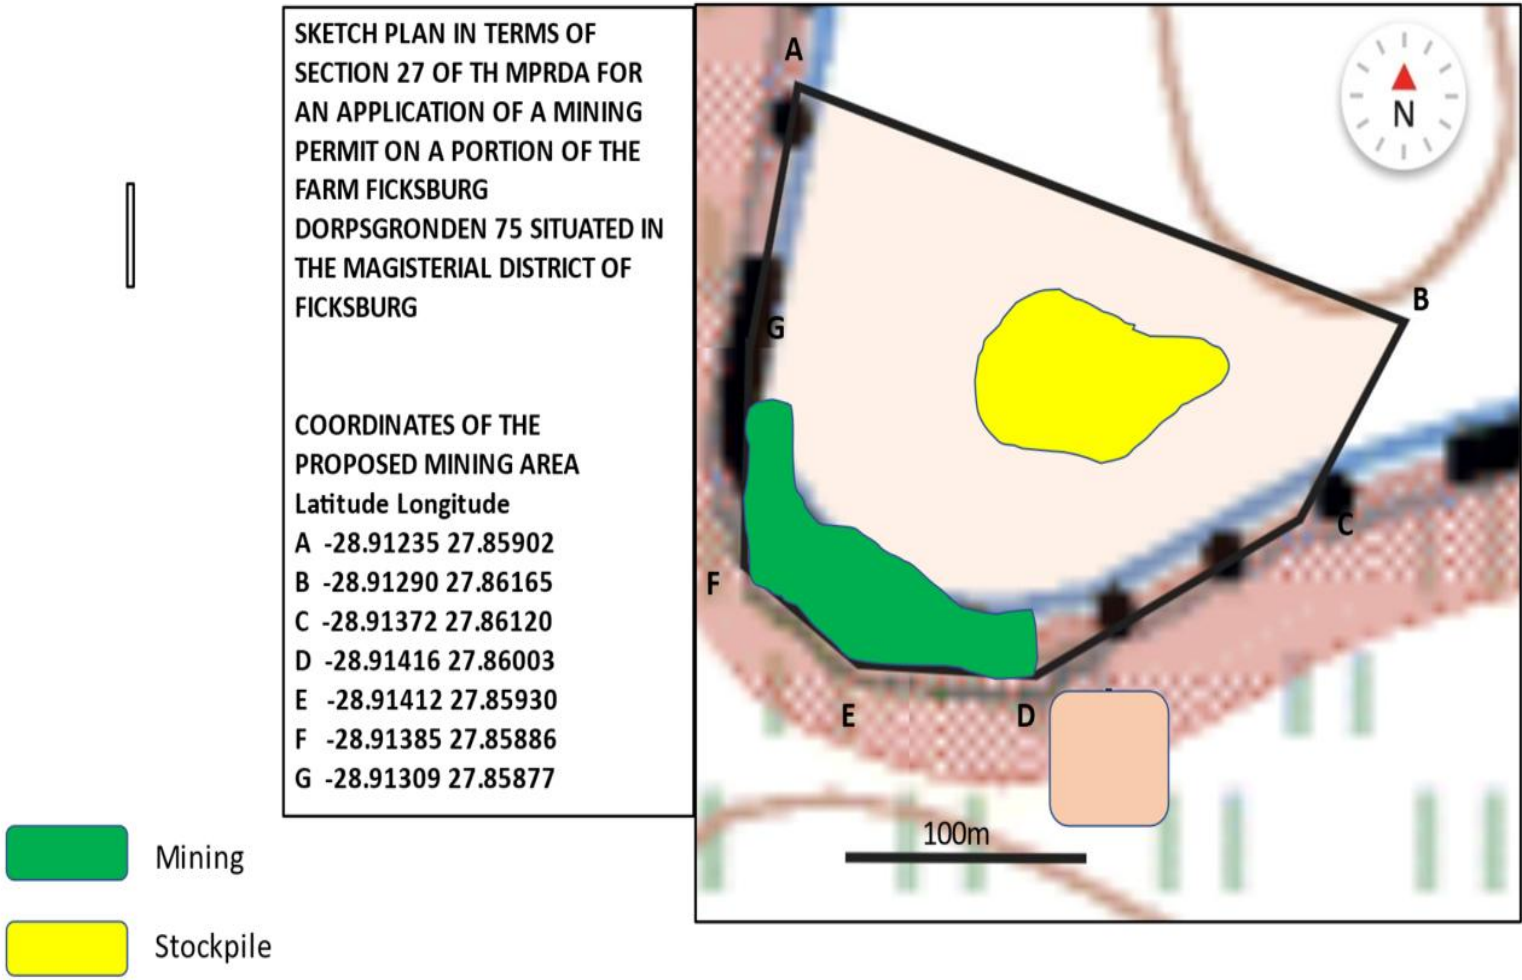 SKETCH PLAN IN TERMS OF
SECTION 27 OF TH MPRDA FOR
AN APPLICATION OF A MINING
PERMIT ON A PORTION OF THE
FARM FICKSBURG
DORPSGRONDEN 75 SITUATED IN
THE MAGISTERIAL DISTRICT OF
FICKSBURG
COORDINATES OF THE
PROPOSED MINING AREA
Latitude Longitude
A -28.91235 27.85902
B -28.91290 27.86165
C -28.91372 27.86120
D -28.91416 27.86003
E -28.91412 27.85930
F -28.91385 27.85886
G -28.91309 27.85877
Mining
Stockpile
A
N
B
G
C
F
E
D
100m